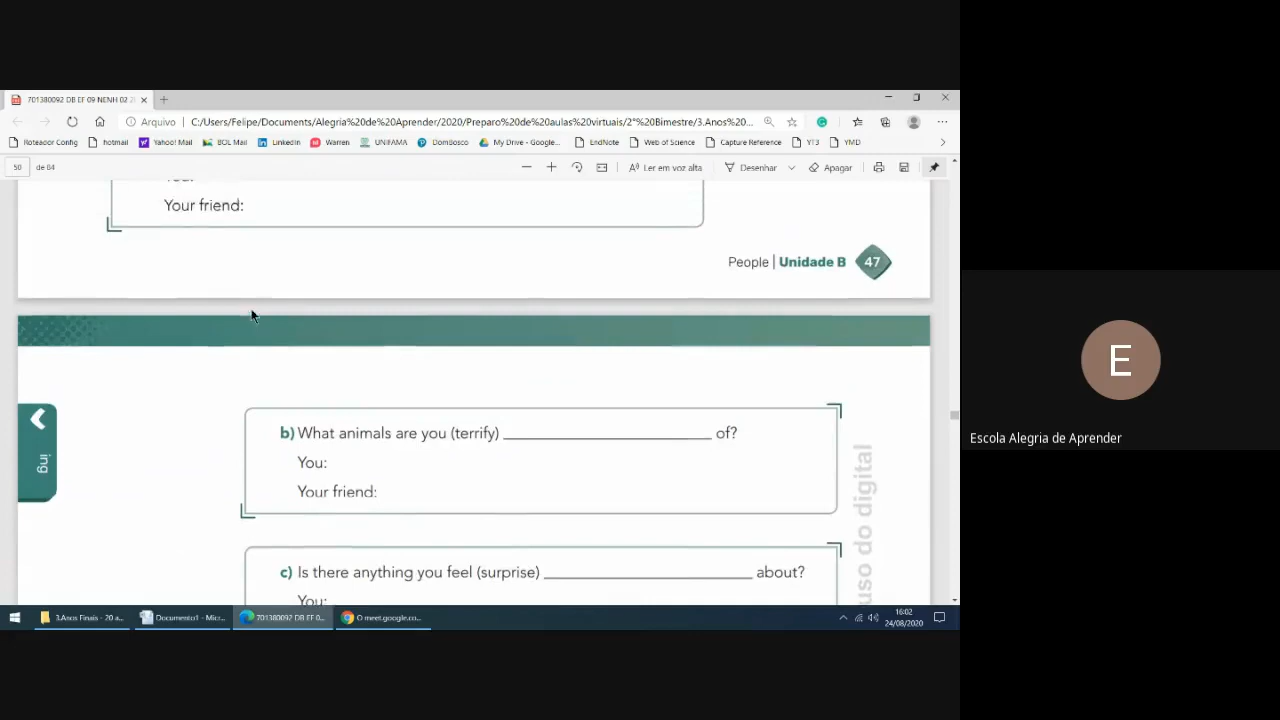 701380092 DB EF 09 NENH 02 2
Arquivo | C:/Users/Felipe/Documents/Alegria%20de%20Aprender/2020/Preparo%20de%20aulas%20virtuais/2°%20Bimestre/3.Anos%20...
Roteador Config hotmail Yahoo! Mail BOL Mail LinkedIn Warren UNIFAMA DomBosco My Drive - Google... EndNote Web of Science Capture Reference YT3 YMD
50 de 84 Ler em voz alta Desenhar Apagar
Your friend:
People | Unidade B 47
ing
b) What animals are you (terrify) ______________________ of?
You:
Your friend:
uso do digital
c) Is there anything you feel (surprise) ______________________ about?
You:
E
Escola Alegria de Aprender
3.Anos Finais - 20 a... Documento1 - Micr... 701380092 DB EF 0... O meet.google.co...
16:02
24/08/2020